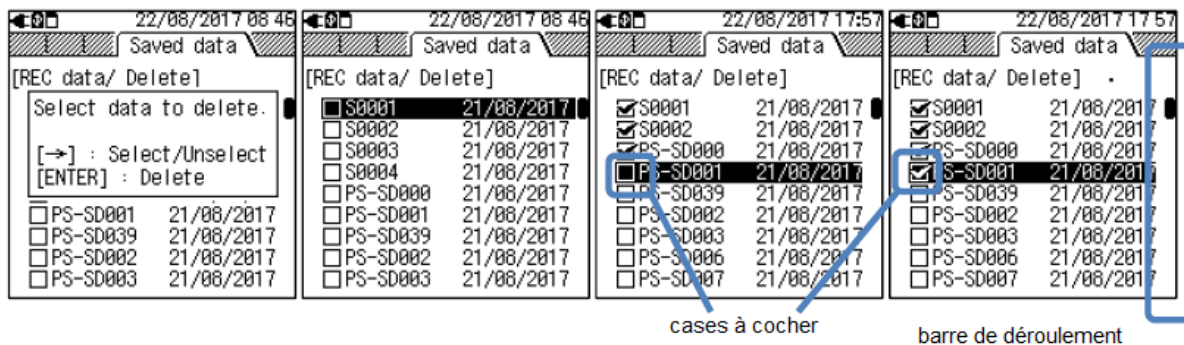 22/08/2017 08 46
Saved data
[REC data/ Delete]
Select data to delete.
[→] : Select/Unselect
[ENTER] : Delete
PS-SD001 21/08/2017
PS-SD039 21/08/2017
PS-SD002 21/08/2017
PS-SD003 21/08/2017
22/08/2017 08 46
Saved data
[REC data/ Delete]
S0001 21/08/2017
S0002 21/08/2017
S0003 21/08/2017
S0004 21/08/2017
PS-SD000 21/08/2017
PS-SD001 21/08/2017
PS-SD039 21/08/2017
PS-SD002 21/08/2017
PS-SD003 21/08/2017
22/08/2017 17:57
Saved data
[REC data/ Delete]
S0001 21/08/2017
S0002 21/08/2017
PS-SD000 21/08/2017
PS-SD001 21/08/2017
PS-SD039 21/08/2017
PS-SD002 21/08/2017
PS-SD003 21/08/2017
PS-SD006 21/08/2017
PS-SD007 21/08/2017
22/08/2017 17 57
Saved data
[REC data/ Delete]
S0001 21/08/2017
S0002 21/08/2017
PS-SD000 21/08/2017
PS-SD001 21/08/2017
PS-SD039 21/08/2017
PS-SD002 21/08/2017
PS-SD003 21/08/2017
PS-SD006 21/08/2017
PS-SD007 21/08/2017
cases à cocher
barre de déroulement